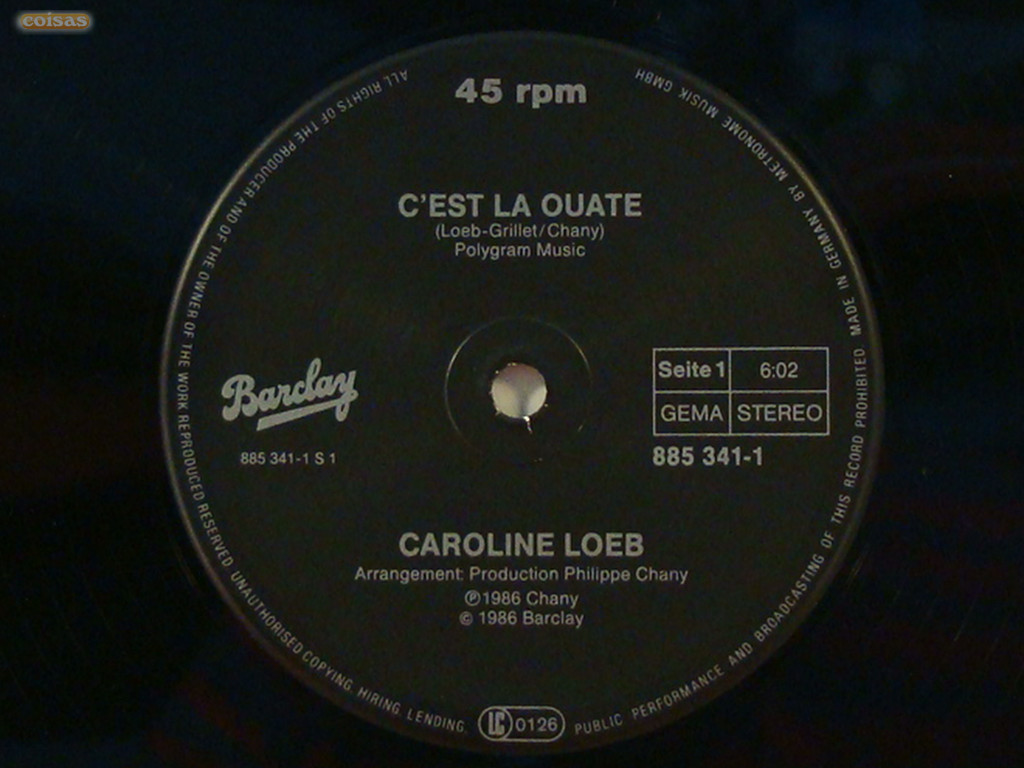 coisas
45 rpm
C'EST LA OUATE
(Loeb-Grillet/Chany)
Polygram Music
Barclay
885 341-1 S 1
Seite 1 6:02
GEMA STEREO
885 341-1
CAROLINE LOEB
Arrangement: Production Philippe Chany
℗1986 Chany
© 1986 Barclay
ALL RIGHTS OF THE PRODUCER AND OF THE OWNER OF THE WORK REPRODUCED RESERVED UNAUTHORISED COPYING, HIRING, LENDING, PUBLIC PERFORMANCE AND BROADCASTING OF THIS RECORD PROHIBITED MADE IN GERMANY BY METRONOME MUSIK GMBH
LC 0126